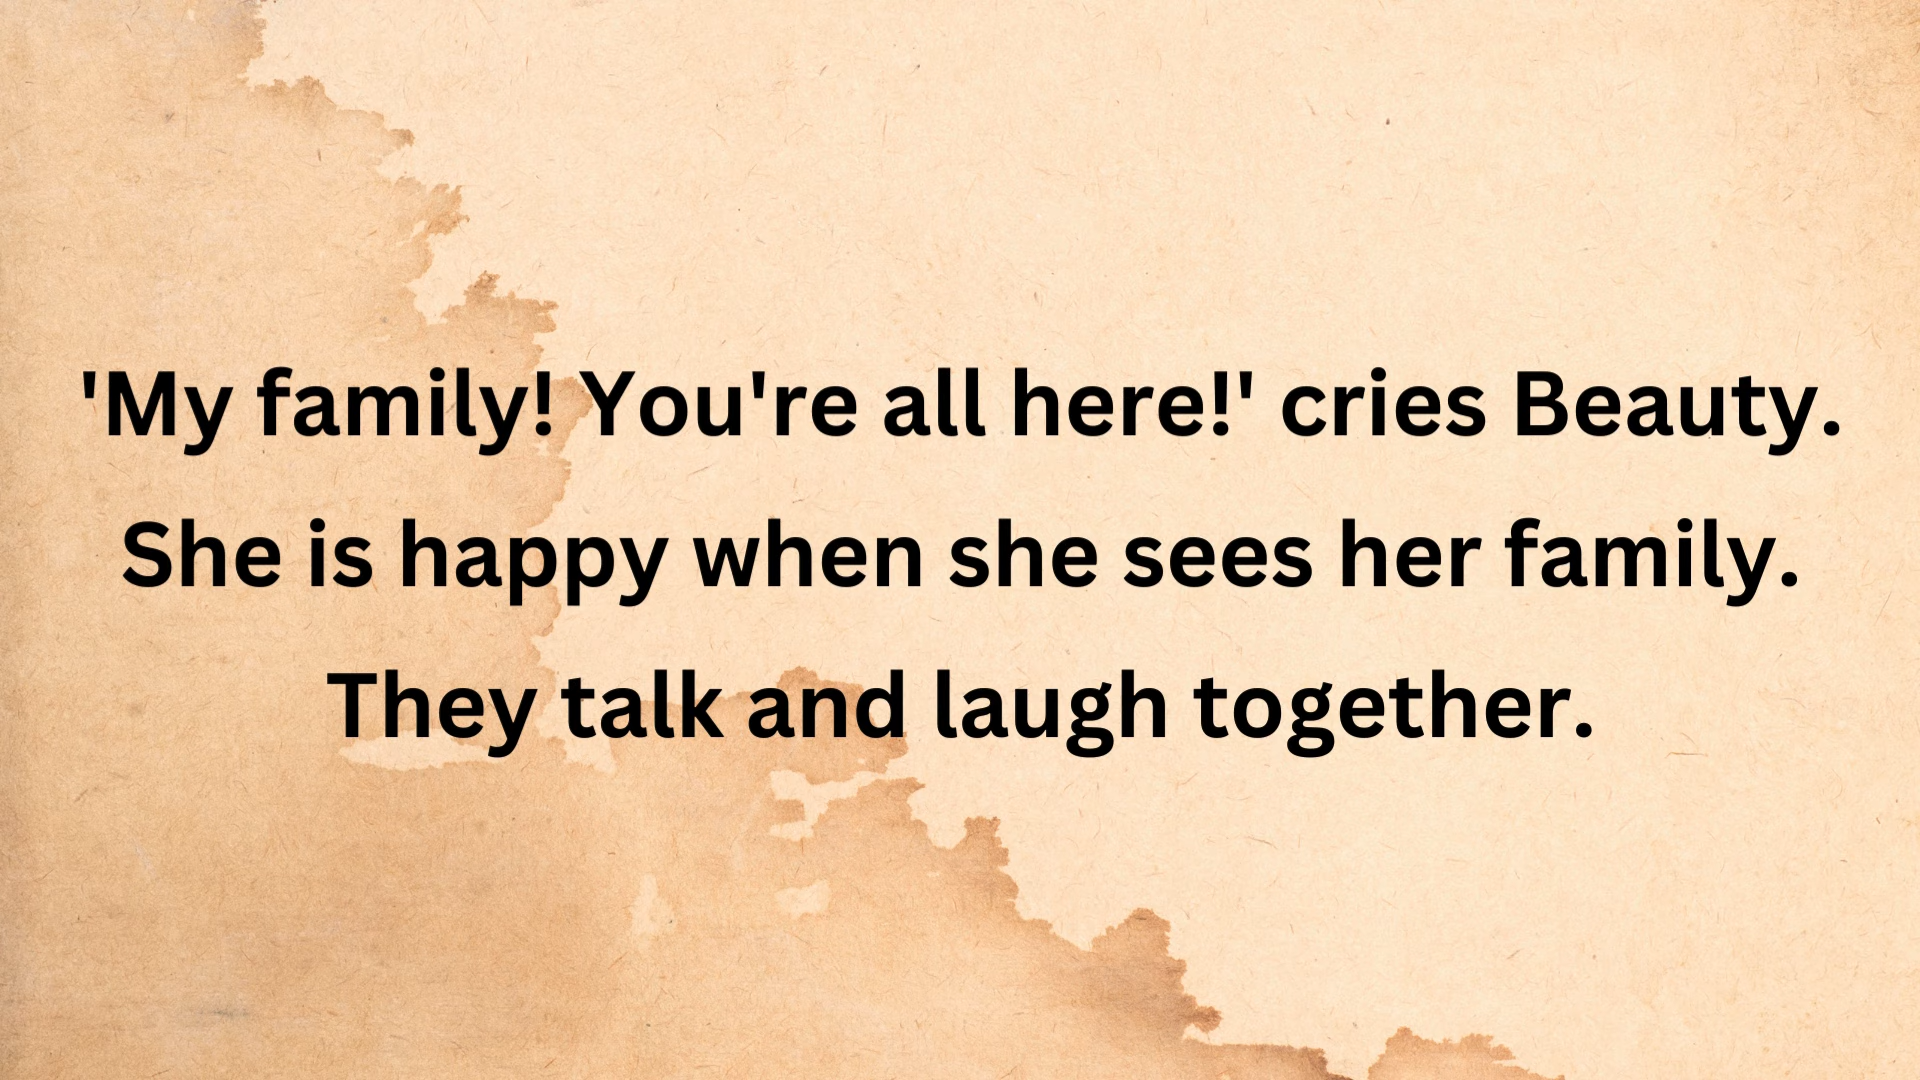 'My family! You're all here!' cries Beauty.
She is happy when she sees her family.
They talk and laugh together.